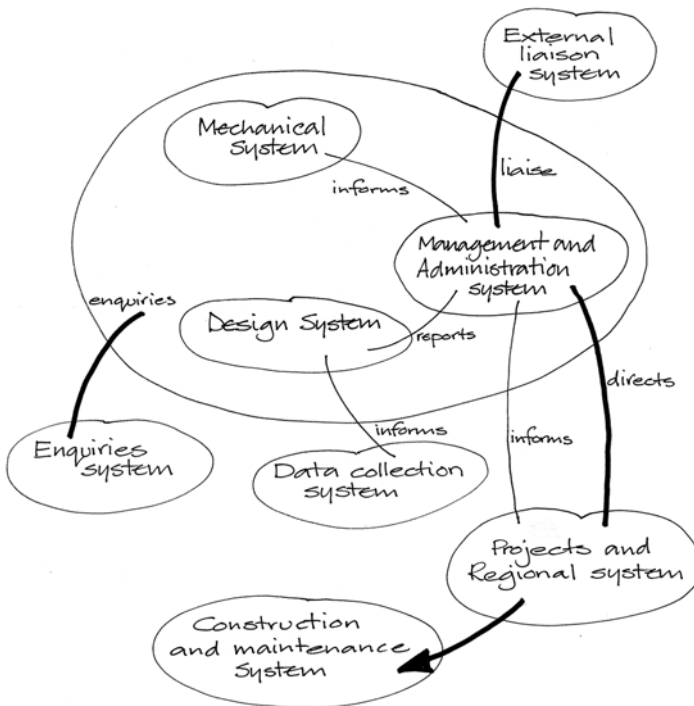 External
liaison
system
Mechanical
System
informs
liaise
Management and
Administration
system
enquiries
Design System
reports
directs
informs
informs
Enquiries
system
Data collection
system
Projects and
Regional system
Construction
and maintenance
System